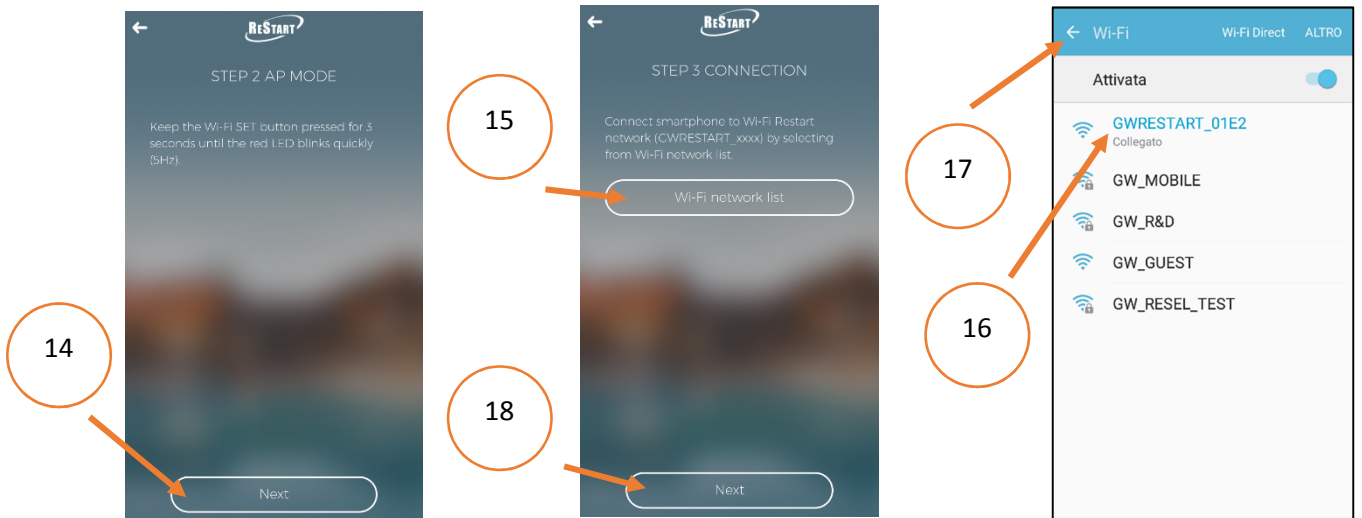 RESTART
STEP 2 AP MODE
Keep the Wi-Fi SET button pressed for 3
seconds until the red LED blinks quickly
(5Hz).
14
Next
RESTART
STEP 3 CONNECTION
15
Connect smartphone to Wi-Fi Restart
network (GWRESTART_xxxx) by selecting
from Wi-Fi network list.
Wi-Fi network list
18
Next
Wi-Fi
Wi-Fi Direct
ALTRO
Attivata
17
GWRESTART_01E2
Collegato
GW_MOBILE
GW_R&D
GW_GUEST
GW_RESEL_TEST
16